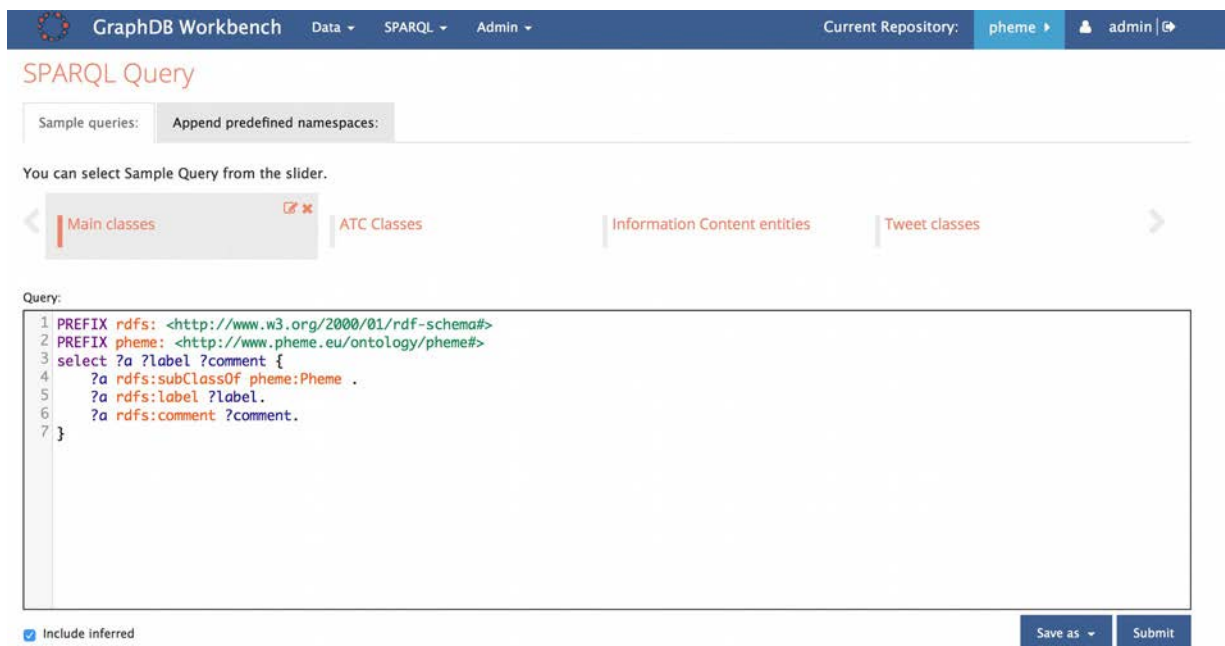 GraphDB Workbench Data SPARQL Admin Current Repository: pheme admin
SPARQL Query
Sample queries: Append predefined namespaces:
You can select Sample Query from the slider.
Main classes ATC Classes Information Content entities Tweet classes
Query:
1 PREFIX rdfs: <http://www.w3.org/2000/01/rdf-schema#>
2 PREFIX pheme: <http://www.pheme.eu/ontology/pheme#>
3 select ?a ?label ?comment {
4 ?a rdfs:subClassOf pheme:Pheme .
5 ?a rdfs:label ?label.
6 ?a rdfs:comment ?comment.
7 }
Include inferred Save as Submit